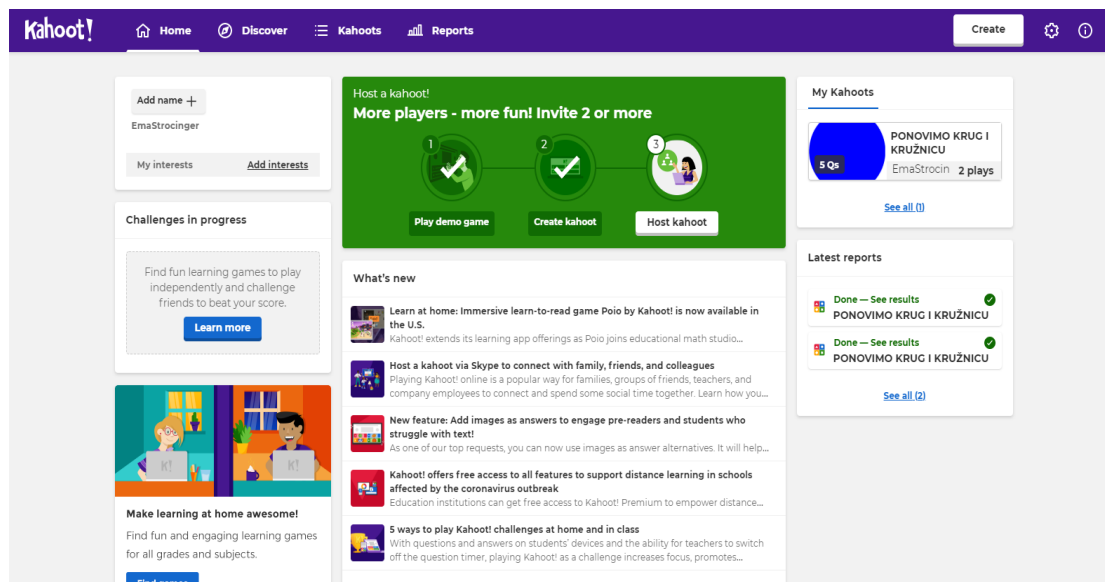 Kahoot!
Home
Discover
Kahoots
Reports
Create
Add name +
EmaStrocinger
My interests
Add interests
Challenges in progress
Find fun learning games to play
independently and challenge
friends to beat your score.
Learn more
K!
K!
Make learning at home awesome!
Find fun and engaging learning games
for all grades and subjects.
Find games
Host a kahoot!
More players - more fun! Invite 2 or more
1
2
3
Play demo game
Create kahoot
Host kahoot
What's new
Learn at home: Immersive learn-to-read game Poio by Kahoot! is now available in
the U.S.
Kahoot! extends its learning app offerings as Poio joins educational math studio...
Host a kahoot via Skype to connect with family, friends, and colleagues
Playing Kahoot! online is a popular way for families, groups of friends, teachers, and
company employees to connect and spend some social time together. Learn how you...
New feature: Add images as answers to engage pre-readers and students who
struggle with text!
As one of our top requests, you can now use images as answer alternatives. It will help...
Kahoot! offers free access to all features to support distance learning in schools
affected by the coronavirus outbreak
Education institutions can get free access to Kahoot! Premium to empower distance...
5 ways to play Kahoot! challenges at home and in class
With questions and answers on students' devices and the ability for teachers to switch
off the question timer, playing Kahoot! as a challenge increases focus, promotes...
My Kahoots
PONOVIMO KRUG I
KRUŽNICU
5 Qs
EmaStrocin
2 plays
See all (1)
Latest reports
Done — See results
PONOVIMO KRUG I KRUŽNICU
Done — See results
PONOVIMO KRUG I KRUŽNICU
See all (2)